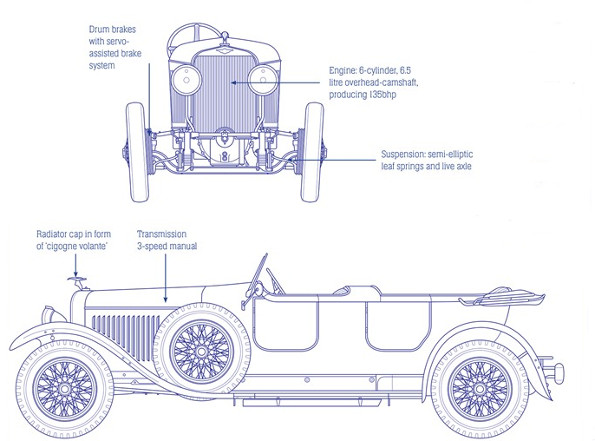 Drum brakes
with servo-
assisted brake
system
Engine: 6-cylinder, 6.5
litre overhead-camshaft,
producing 135bhp
Suspension: semi-elliptic
leaf springs and live axle
Radiator cap in form
of ‘cigogne volante’
Transmission
3-speed manual